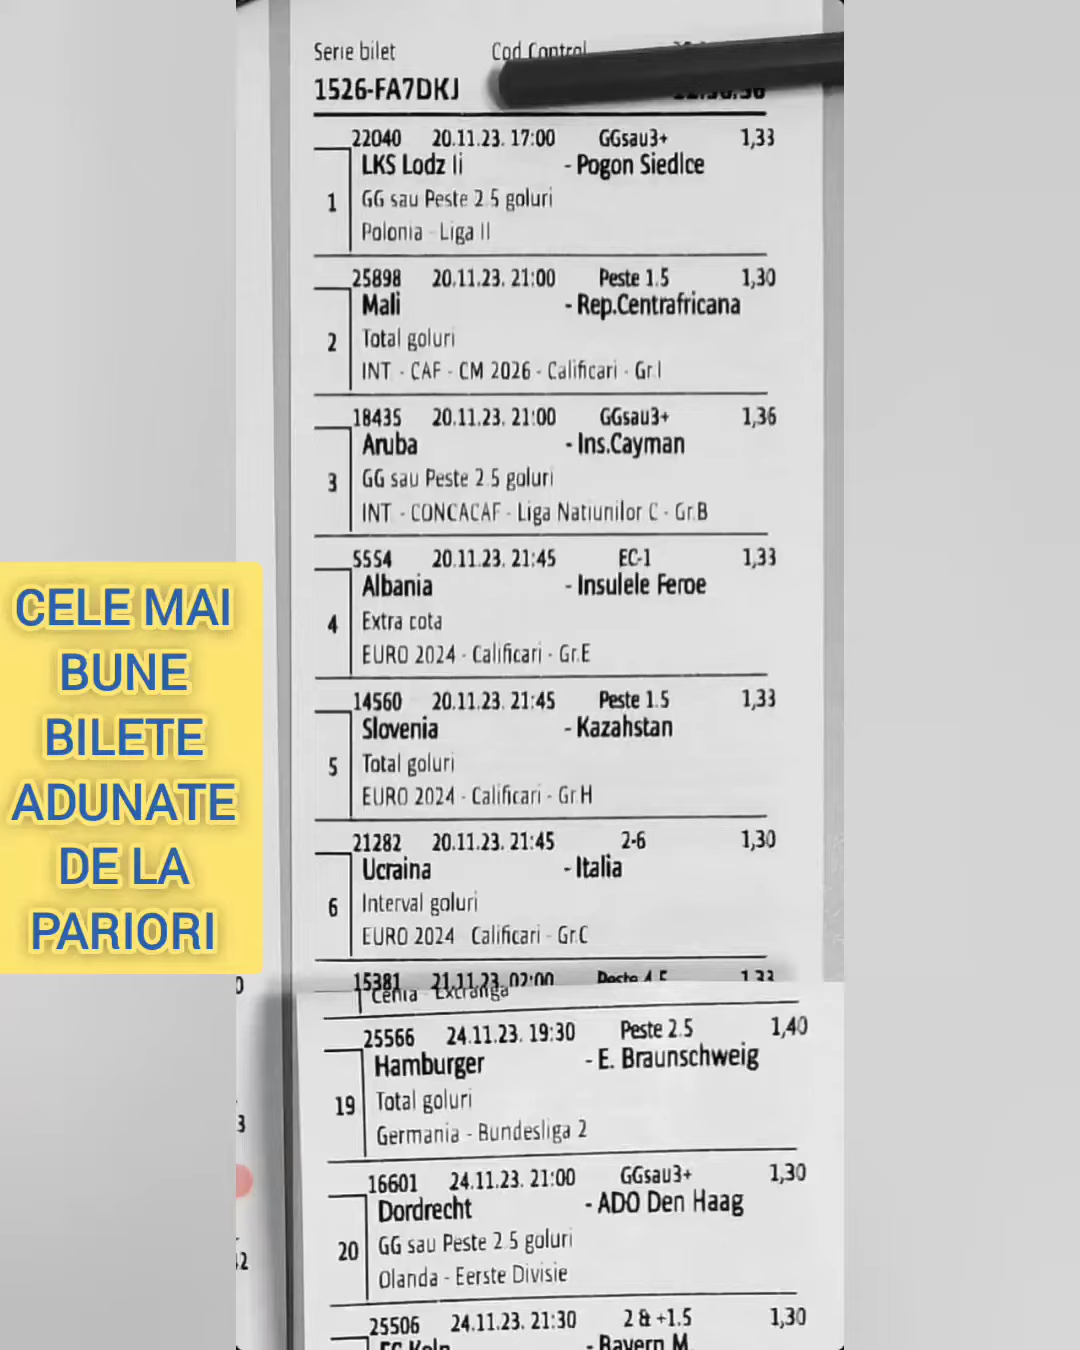 Serie bilet Cod Control
1526-FA7DKJ
22040 20.11.23. 17:00 GGsau3+ 1,33
LKS Lodz Ii - Pogon Siedlce
1 GG sau Peste 2.5 goluri
Polonia - Liga II
25898 20.11.23. 21:00 Peste 1.5 1,30
Mali - Rep.Centrafricana
2 Total goluri
INT - CAF - CM 2026 - Calificari - Gr.I
18435 20.11.23. 21:00 GGsau3+ 1,36
Aruba - Ins.Cayman
3 GG sau Peste 2.5 goluri
INT - CONCACAF - Liga Natiunilor C - Gr.B
5554 20.11.23. 21:45 EC-1 1,33
Albania - Insulele Feroe
4 Extra cota
EURO 2024 - Calificari - Gr.E
14560 20.11.23. 21:45 Peste 1.5 1,33
Slovenia - Kazahstan
5 Total goluri
EURO 2024 - Calificari - Gr.H
21282 20.11.23. 21:45 2-6 1,30
Ucraina - Italia
6 Interval goluri
EURO 2024 Calificari - Gr.C
15381 21.11.23. 02:00
25566 24.11.23. 19:30 Peste 2.5 1,40
Hamburger - E. Braunschweig
19 Total goluri
Germania - Bundesliga 2
16601 24.11.23. 21:00 GGsau3+ 1,30
Dordrecht - ADO Den Haag
20 GG sau Peste 2.5 goluri
Olanda - Eerste Divisie
25506 24.11.23. 21:30 2 & +1.5 1,30
FC Koln - Bayern M.
CELE MAI
BUNE
BILETE
ADUNATE
DE LA
PARIORI